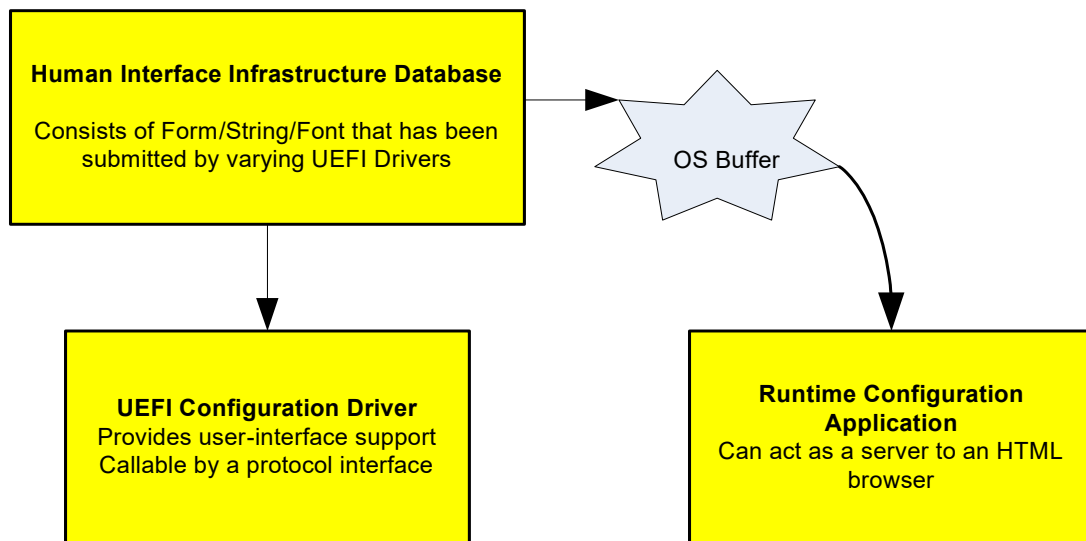 Human Interface Infrastructure Database
Consists of Form/String/Font that has been
submitted by varying UEFI Drivers
OS Buffer
UEFI Configuration Driver
Provides user-interface support
Callable by a protocol interface
Runtime Configuration
Application
Can act as a server to an HTML
browser